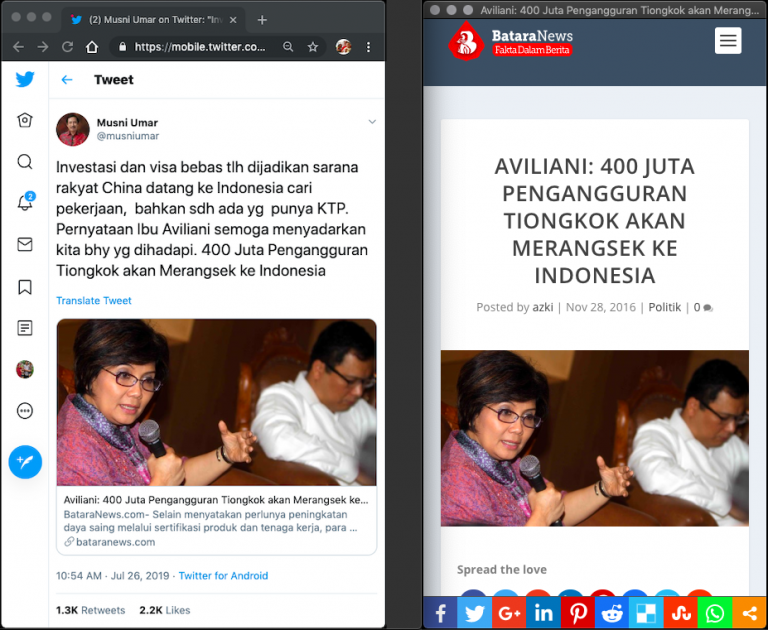 (2) Musni Umar on Twitter: "Inv
https://mobile.twitter.co...
Tweet
Musni Umar
@musniumar
Investasi dan visa bebas tlh dijadikan sarana
rakyat China datang ke Indonesia cari
pekerjaan, bahkan sdh ada yg punya KTP.
Pernyataan Ibu Aviliani semoga menyadarkan
kita bhy yg dihadapi. 400 Juta Pengangguran
Tiongkok akan Merangsek ke Indonesia
Translate Tweet
Aviliani: 400 Juta Pengangguran Tiongkok akan Merangsek ke...
BataraNews.com- Selain menyatakan perlunya peningkatan
daya saing melalui sertifikasi produk dan tenaga kerja, para ...
bataranews.com
10:54 AM · Jul 26, 2019 · Twitter for Android
1.3K Retweets 2.2K Likes
2
Aviliani: 400 Juta Pengangguran Tiongkok akan Merang...
BataraNews
Fakta Dalam Berita
AVILIANI: 400 JUTA
PENGANGGURAN
TIONGKOK AKAN
MERANGSEK KE
INDONESIA
Posted by azki | Nov 28, 2016 | Politik | 0
Spread the love